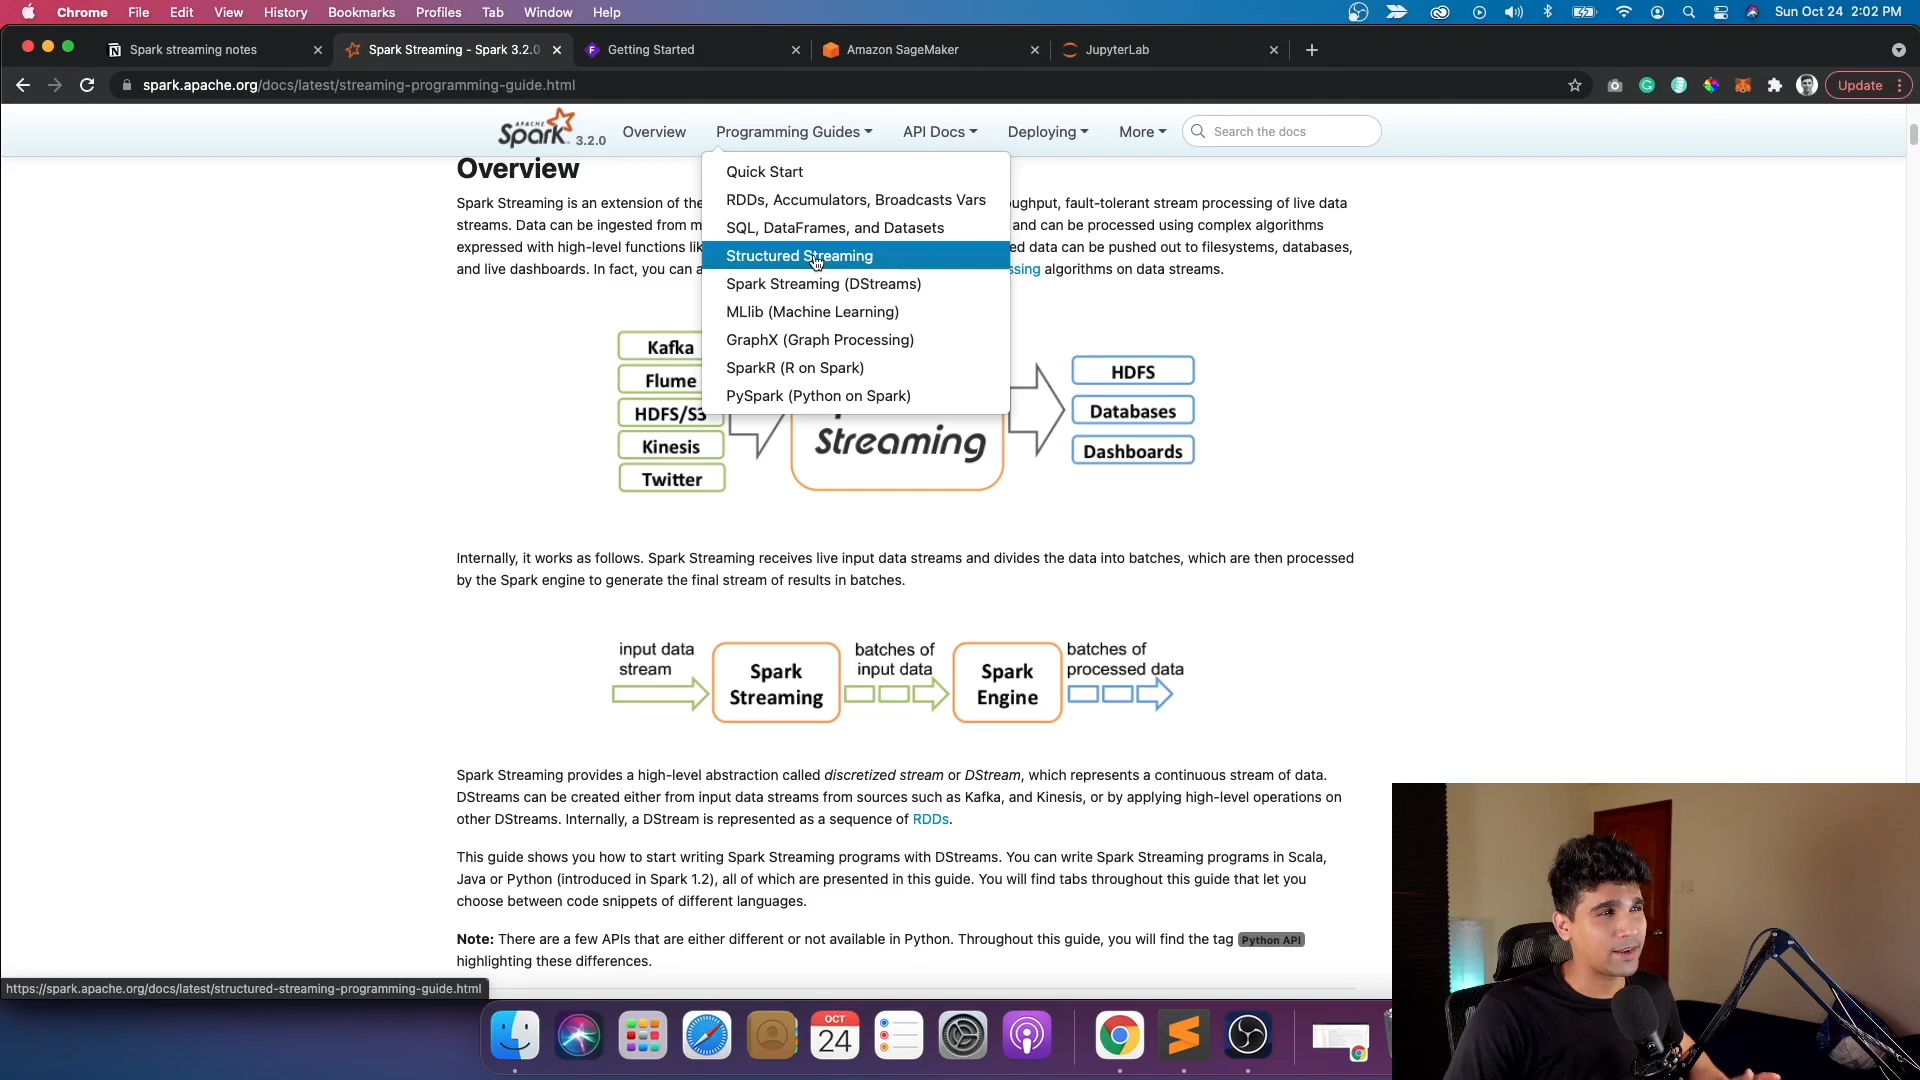 Chrome File Edit View History Bookmarks Profiles Tab Window Help
Sun Oct 24 2:02 PM
Spark streaming notes
Spark Streaming - Spark 3.2.0
Getting Started
Amazon SageMaker
JupyterLab
spark.apache.org/docs/latest/streaming-programming-guide.html
Update
APACHE Spark 3.2.0
Overview
Programming Guides
API Docs
Deploying
More
Search the docs
Quick Start
RDDs, Accumulators, Broadcasts Vars
SQL, DataFrames, and Datasets
Structured Streaming
Spark Streaming (DStreams)
MLlib (Machine Learning)
GraphX (Graph Processing)
SparkR (R on Spark)
PySpark (Python on Spark)
Overview
Spark Streaming is an extension of the oughput, fault-tolerant stream processing of live data
streams. Data can be ingested from m and can be processed using complex algorithms
expressed with high-level functions lik ed data can be pushed out to filesystems, databases,
and live dashboards. In fact, you can a ssing algorithms on data streams.
Kafka
Flume
HDFS/S3
Kinesis
Twitter
Streaming
HDFS
Databases
Dashboards
Internally, it works as follows. Spark Streaming receives live input data streams and divides the data into batches, which are then processed
by the Spark engine to generate the final stream of results in batches.
input data
stream
Spark
Streaming
batches of
input data
Spark
Engine
batches of
processed data
Spark Streaming provides a high-level abstraction called discretized stream or DStream, which represents a continuous stream of data.
DStreams can be created either from input data streams from sources such as Kafka, and Kinesis, or by applying high-level operations on
other DStreams. Internally, a DStream is represented as a sequence of RDDs.
This guide shows you how to start writing Spark Streaming programs with DStreams. You can write Spark Streaming programs in Scala,
Java or Python (introduced in Spark 1.2), all of which are presented in this guide. You will find tabs throughout this guide that let you
choose between code snippets of different languages.
Note: There are a few APIs that are either different or not available in Python. Throughout this guide, you will find the tag Python API
highlighting these differences.
https://spark.apache.org/docs/latest/structured-streaming-programming-guide.html
OCT
24